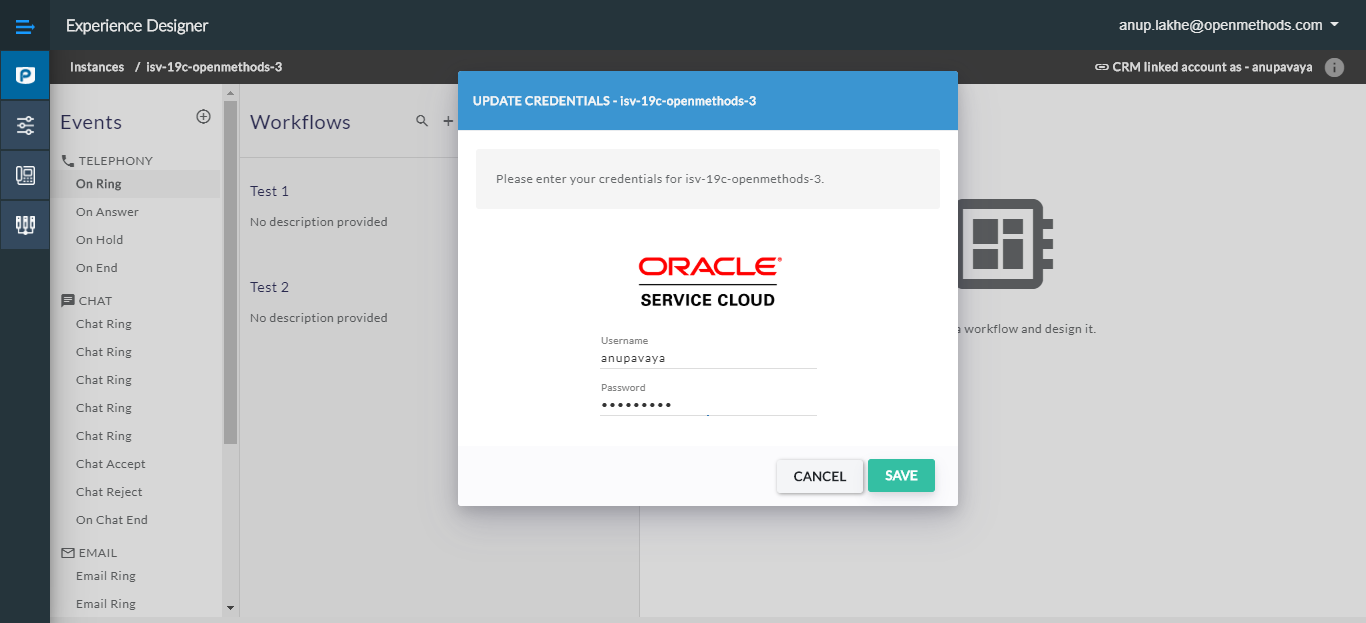 Experience Designer
anup.lakhe@openmethods.com
Instances / isv-19c-openmethods-3
CRM linked account as - anupavaya
Events
TELEPHONY
On Ring
On Answer
On Hold
On End
CHAT
Chat Ring
Chat Ring
Chat Ring
Chat Ring
Chat Ring
Chat Accept
Chat Reject
On Chat End
EMAIL
Email Ring
Email Ring
Workflows
Test 1
No description provided
Test 2
No description provided
UPDATE CREDENTIALS - isv-19c-openmethods-3
Please enter your credentials for isv-19c-openmethods-3.
ORACLE®
SERVICE CLOUD
Username
anupavaya
Password
•••••••••
CANCEL
SAVE
a workflow and design it.